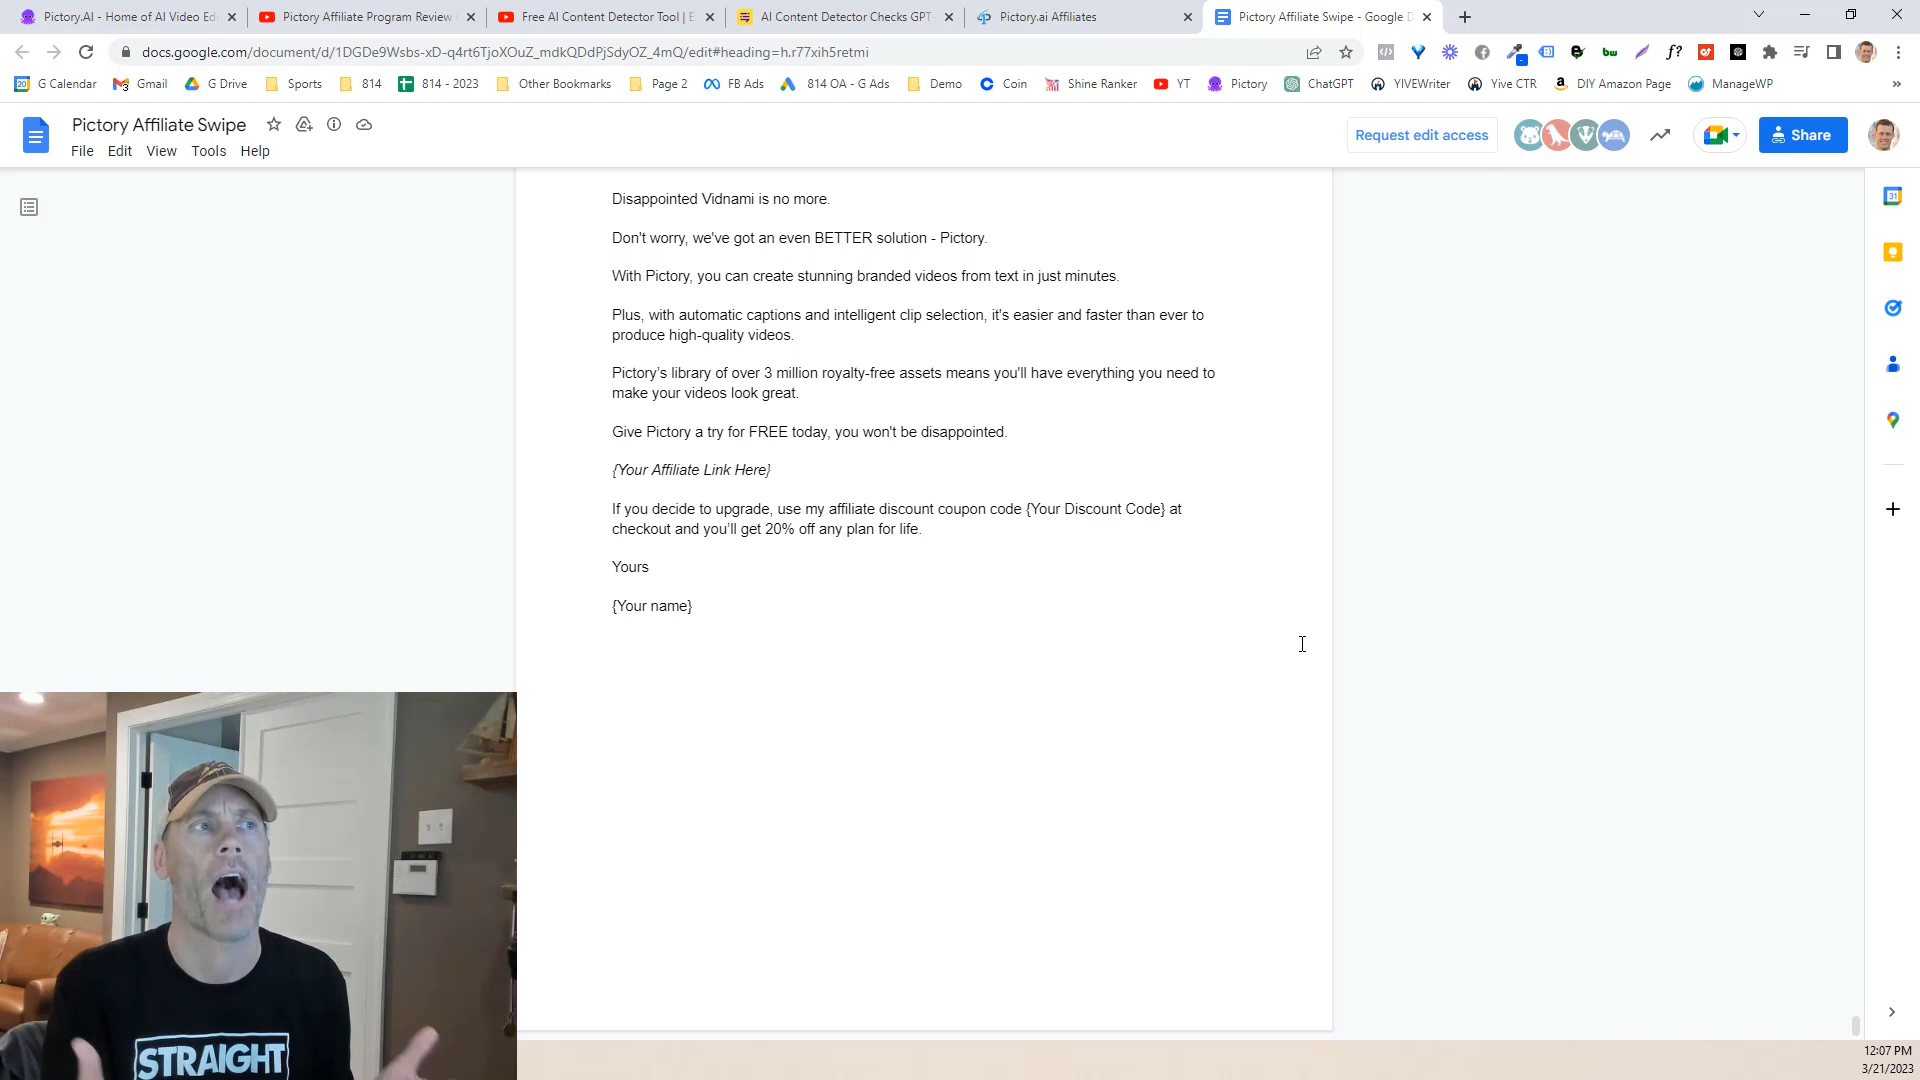 Pictory.AI - Home of AI Video Ed
Pictory Affiliate Program Review
Free AI Content Detector Tool | E
AI Content Detector Checks GPT
Pictory.ai Affiliates
Pictory Affiliate Swipe - Google D
docs.google.com/document/d/1DGDe9Wsbs-xD-q4rt6TjoXOuZ_mdkQDdPjSdyOZ_4mQ/edit#heading=h.r77xih5retmi
G Calendar
Gmail
G Drive
Sports
814
814 - 2023
Other Bookmarks
Page 2
FB Ads
814 OA - G Ads
Demo
Coin
Shine Ranker
YT
Pictory
ChatGPT
YIVEWriter
Yive CTR
DIY Amazon Page
ManageWP
Pictory Affiliate Swipe
File Edit View Tools Help
Request edit access
Share
Disappointed Vidnami is no more.
Don't worry, we've got an even BETTER solution - Pictory.
With Pictory, you can create stunning branded videos from text in just minutes.
Plus, with automatic captions and intelligent clip selection, it's easier and faster than ever to
produce high-quality videos.
Pictory's library of over 3 million royalty-free assets means you'll have everything you need to
make your videos look great.
Give Pictory a try for FREE today, you won't be disappointed.
{Your Affiliate Link Here}
If you decide to upgrade, use my affiliate discount coupon code {Your Discount Code} at
checkout and you'll get 20% off any plan for life.
Yours
{Your name}
STRAIGHT
12:07 PM
3/21/2023